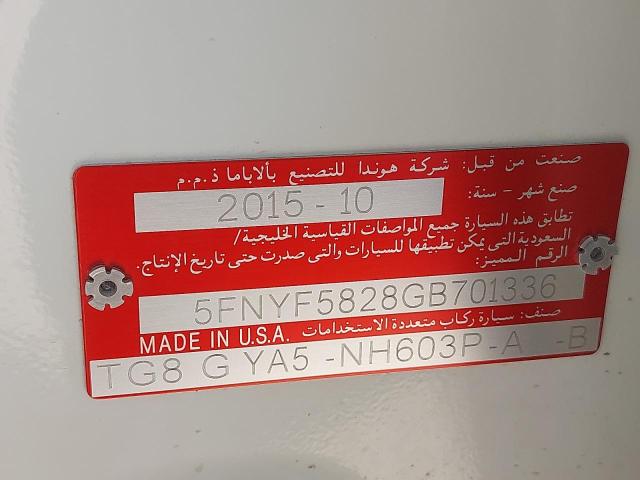 صنعت من قبل: شركة هوندا للتصنيع بألاباما ذ.م.م
صنع شهر - سنة:
2015 - 10
تطابق هذه السيارة جميع المواصفات القياسية الخليجية/
السعودية التي يمكن تطبيقها للسيارات والتي صدرت حتى تاريخ الإنتاج.
الرقم المميز:
5FNYF5828GB701336
صنف: سيارة ركاب متعددة الاستخدامات
MADE IN U.S.A.
TG8 G YA5 -NH603P-A -B